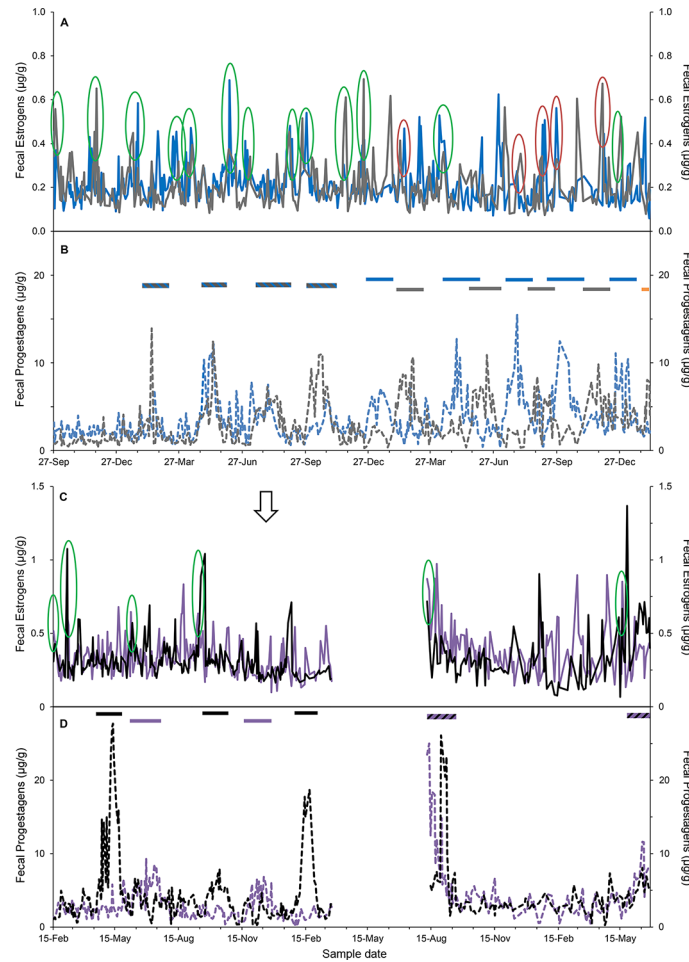 A
1.0
0.8
0.6
0.4
0.2
0.0
Fecal Estrogens (µg/g)
1.0
0.8
0.6
0.4
0.2
0.0
Fecal Estrogens (µg/g)
B
20
10
0
Fecal Progestagens (µg/g)
20
10
0
Fecal Progestagens (µg/g)
27-Sep 27-Dec 27-Mar 27-Jun 27-Sep 27-Dec 27-Mar 27-Jun 27-Sep 27-Dec
C
1.5
1
0.5
0
Fecal Estrogens (µg/g)
1.5
1
0.5
0
Fecal Estrogens (µg/g)
D
20
10
0
Fecal Progestagens (µg/g)
20
10
0
Fecal Progestagens (µg/g)
15-Feb 15-May 15-Aug 15-Nov 15-Feb 15-May 15-Aug 15-Nov 15-Feb 15-May
Sample date